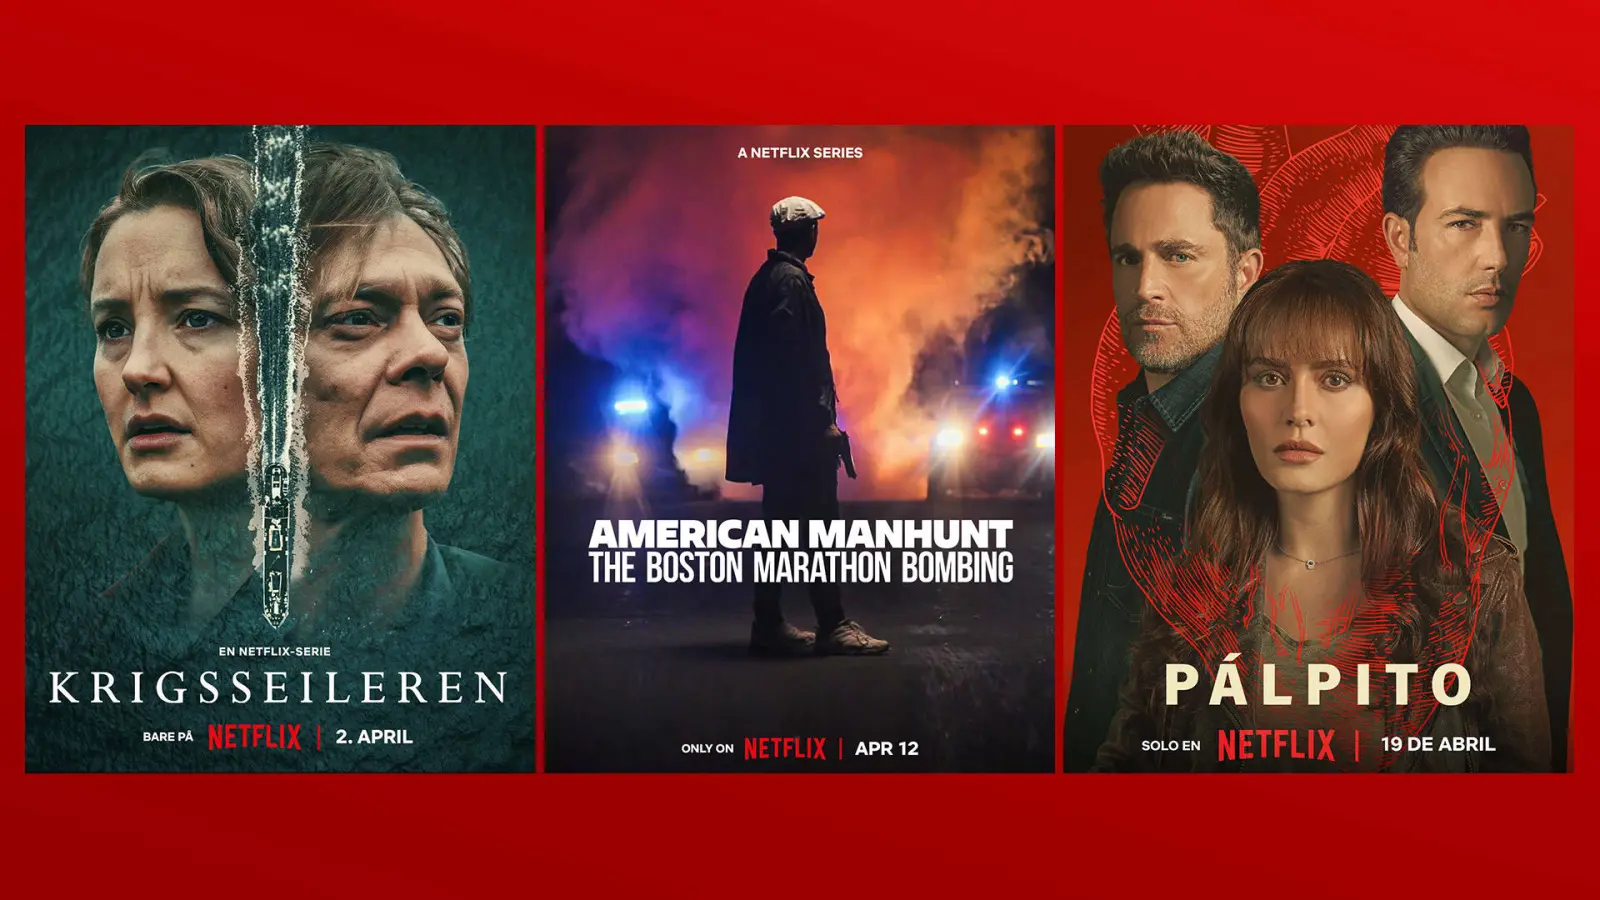 EN NETFLIX-SERIE
KRIGSSEILEREN
BARE PÅ NETFLIX | 2. APRIL
A NETFLIX SERIES
AMERICAN MANHUNT
THE BOSTON MARATHON BOMBING
ONLY ON NETFLIX | APR 12
PÁLPITO
SOLO EN NETFLIX | 19 DE ABRIL